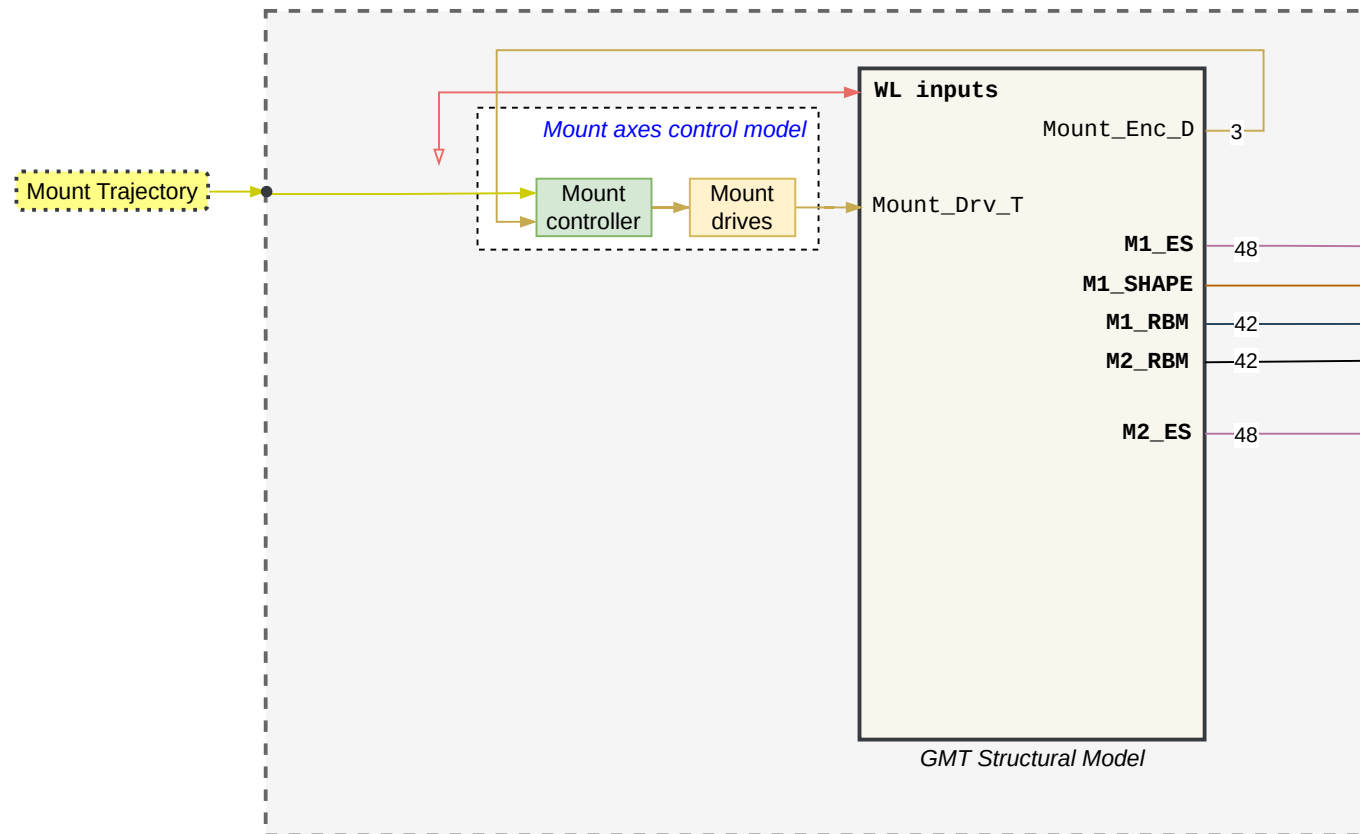 WL inputs
Mount axes control model
Mount_Enc_D
3
Mount Trajectory
Mount
controller
Mount
drives
Mount_Drv_T
M1_ES
48
M1_SHAPE
M1_RBM
42
M2_RBM
42
M2_ES
48
GMT Structural Model